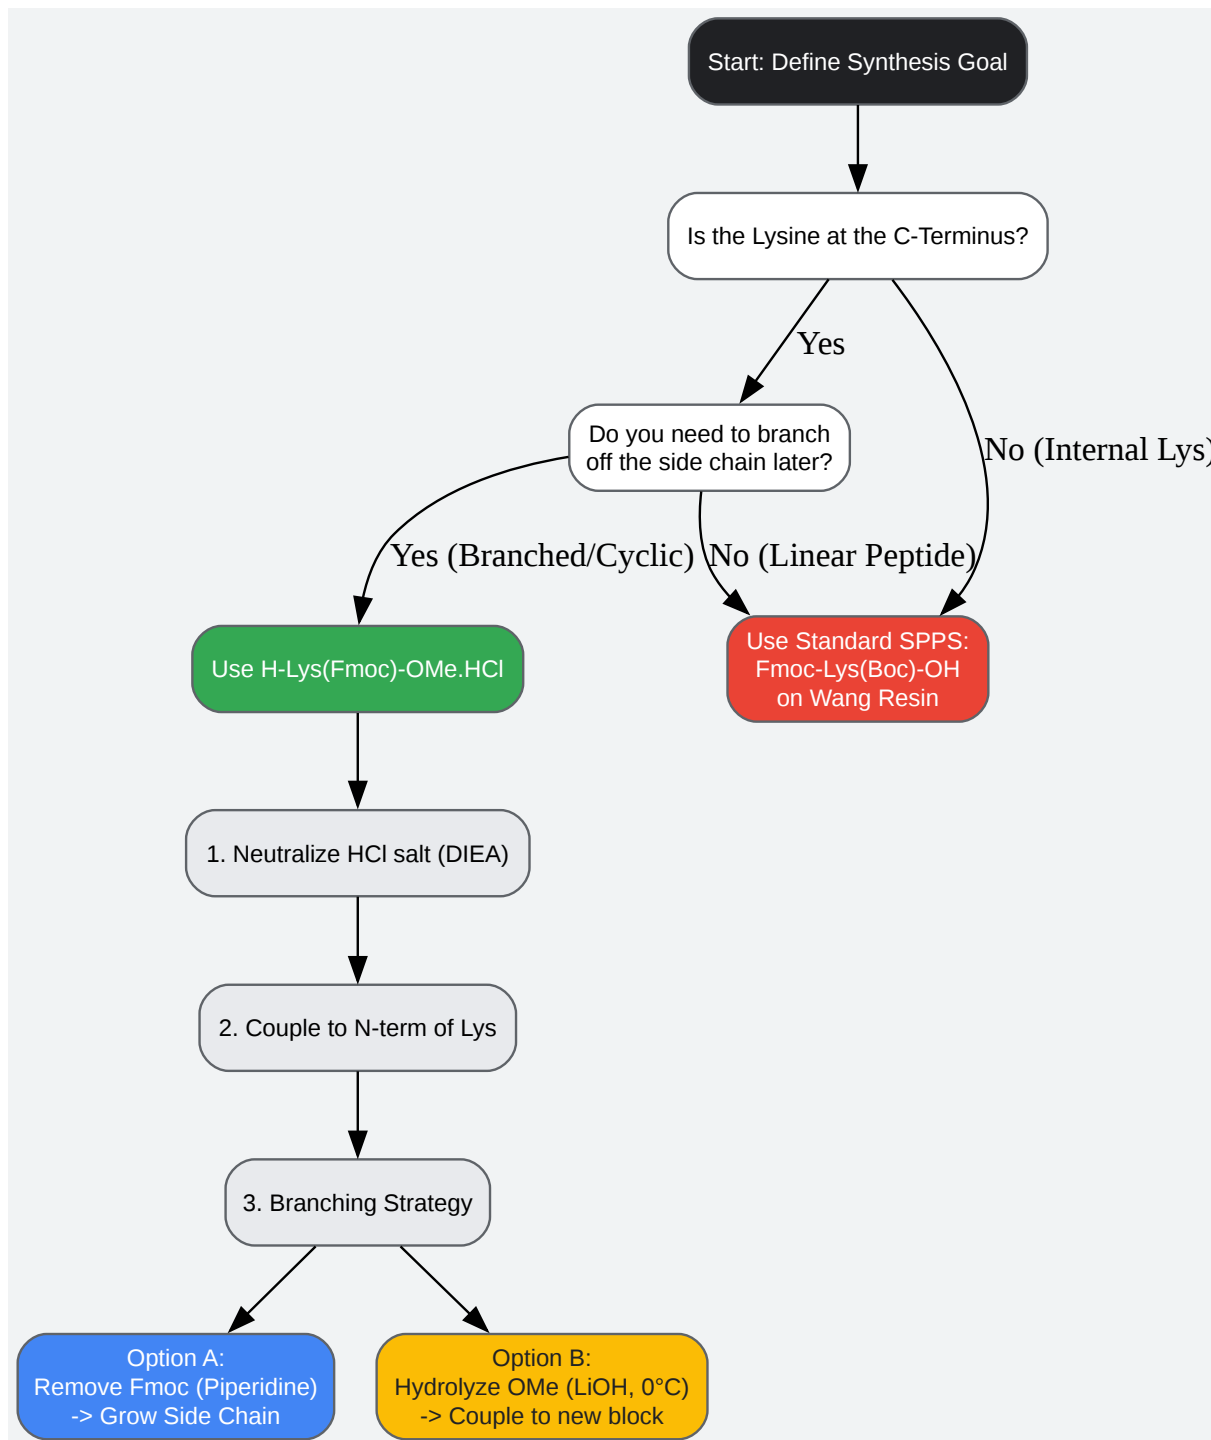 Start: Define Synthesis Goal
Is the Lysine at the C-Terminus?
Yes
Do you need to branch
off the side chain later?
No (Internal Lys)
Yes (Branched/Cyclic)
No (Linear Peptide)
Use H-Lys(Fmoc)-OMe.HCl
Use Standard SPPS:
Fmoc-Lys(Boc)-OH
on Wang Resin
1. Neutralize HCl salt (DIEA)
2. Couple to N-term of Lys
3. Branching Strategy
Option A:
Remove Fmoc (Piperidine)
-> Grow Side Chain
Option B:
Hydrolyze OMe (LiOH, 0°C)
-> Couple to new block